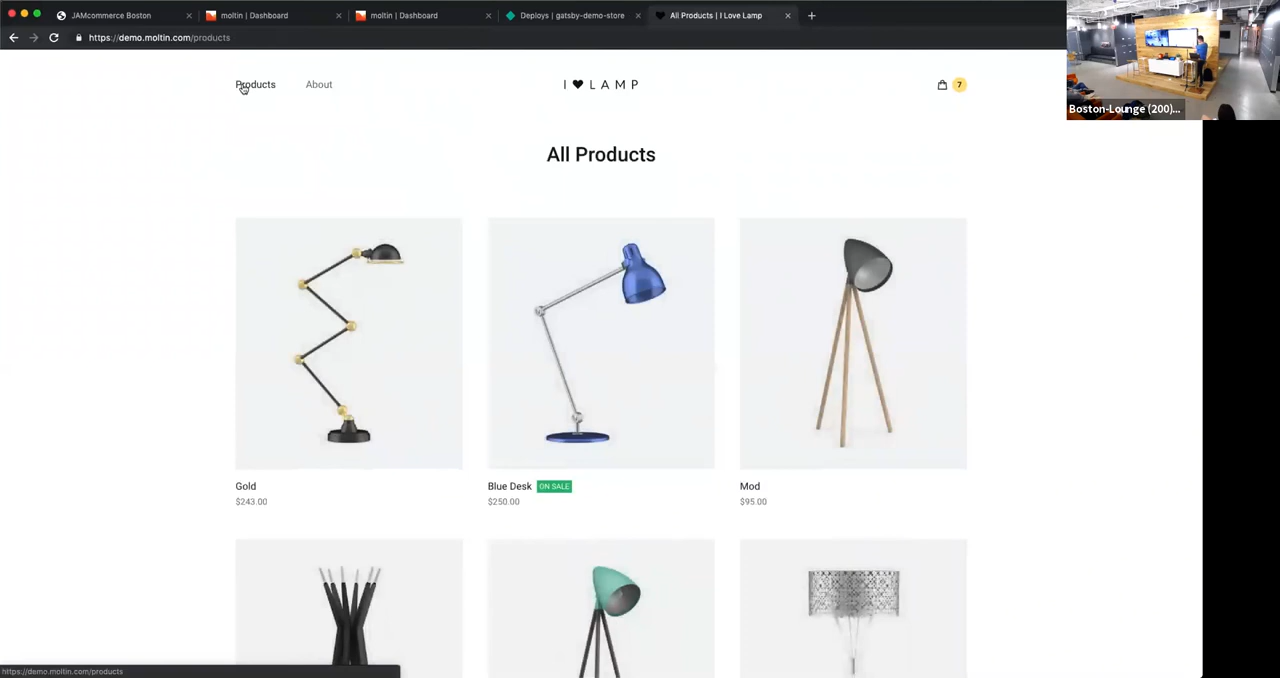 JAMcommerce Boston
moltin | Dashboard
moltin | Dashboard
Deploys | gatsby-demo-store
All Products | I Love Lamp
https://demo.moltin.com/products
Boston-Lounge (200)...
Products
About
I ♥ LAMP
7
All Products
Gold
$243.00
Blue Desk ON SALE
$250.00
Mod
$95.00
https://demo.moltin.com/products